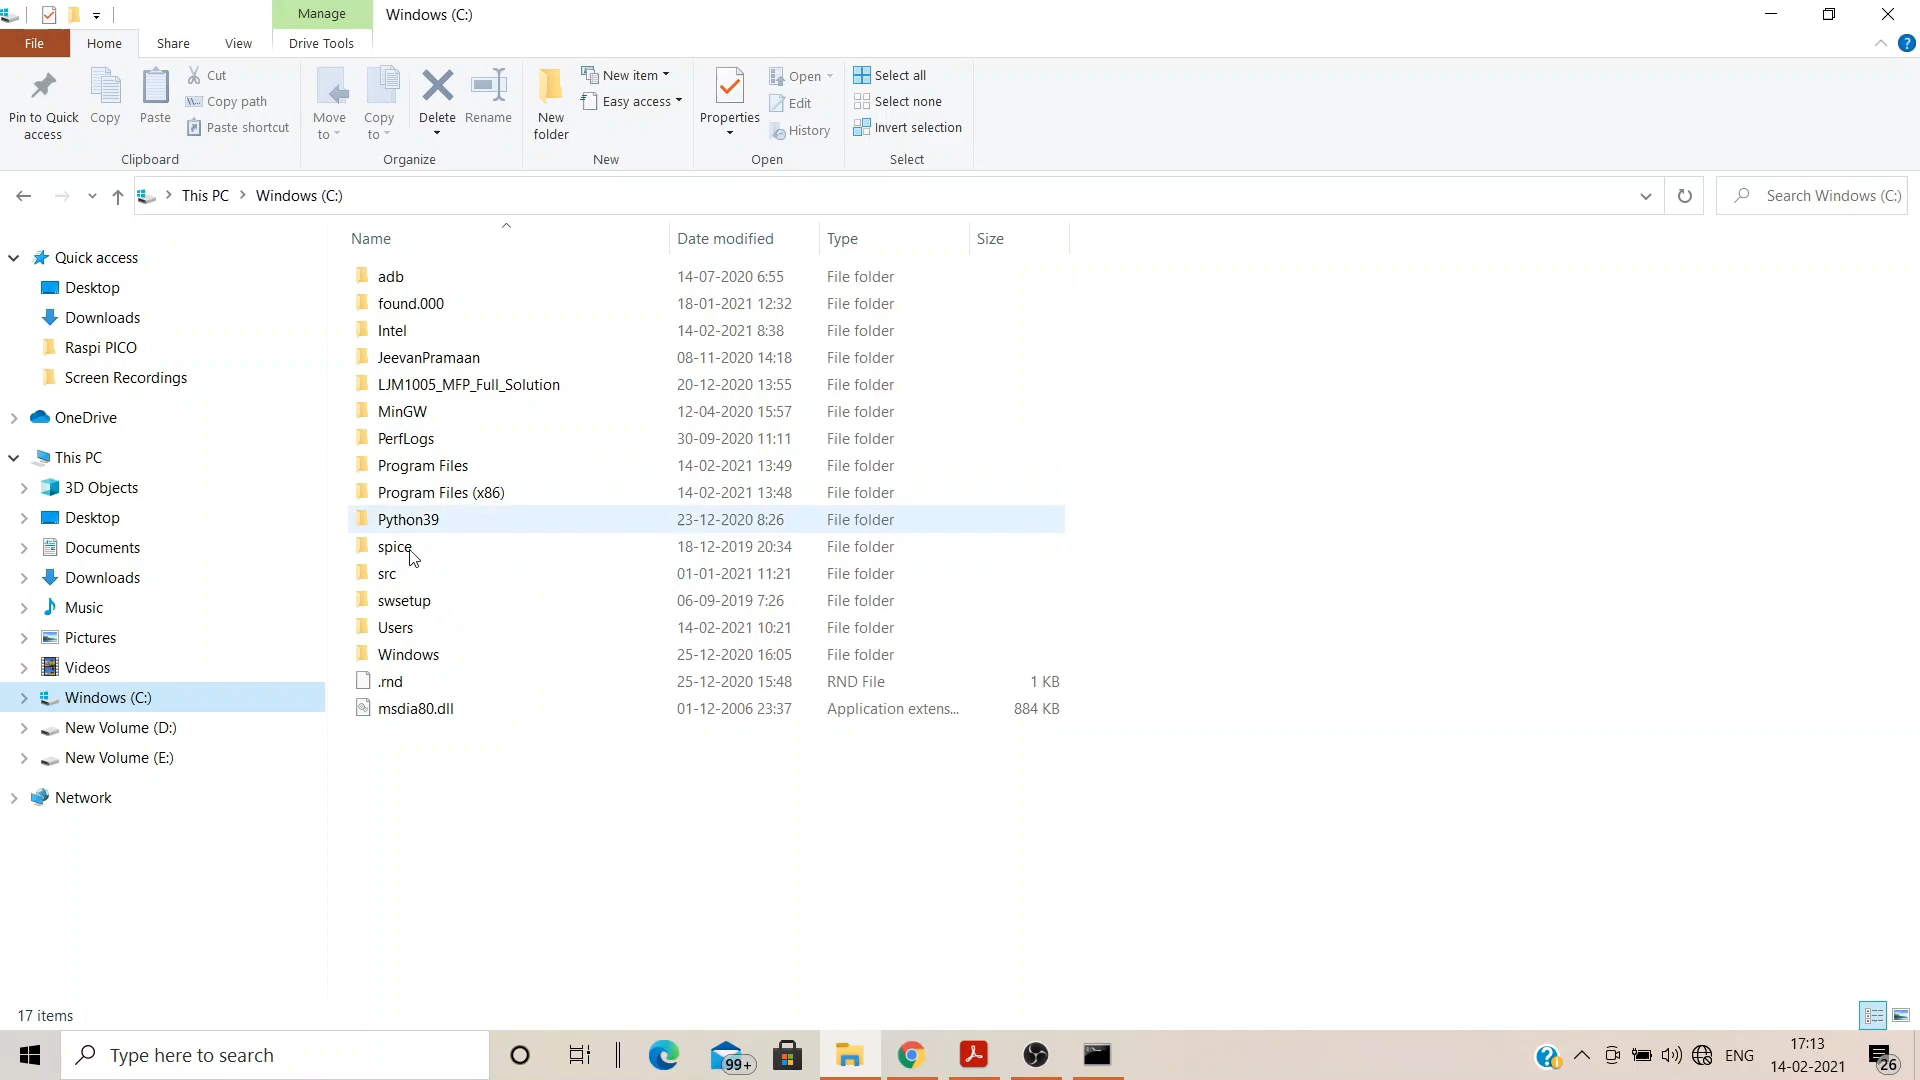 Manage
Windows (C:)
File
Home
Share
View
Drive Tools
Pin to Quick access
Copy
Paste
Cut
Copy path
Paste shortcut
Clipboard
Move to
Copy to
Delete
Rename
Organize
New folder
New item
Easy access
New
Properties
Open
Edit
History
Open
Select all
Select none
Invert selection
Select
This PC
Windows (C:)
Search Windows (C:)
Quick access
Desktop
Downloads
Raspi PICO
Screen Recordings
OneDrive
This PC
3D Objects
Desktop
Documents
Downloads
Music
Pictures
Videos
Windows (C:)
New Volume (D:)
New Volume (E:)
Network
Name Date modified Type Size
adb 14-07-2020 6:55 File folder
found.000 18-01-2021 12:32 File folder
Intel 14-02-2021 8:38 File folder
JeevanPramaan 08-11-2020 14:18 File folder
LJM1005_MFP_Full_Solution 20-12-2020 13:55 File folder
MinGW 12-04-2020 15:57 File folder
PerfLogs 30-09-2020 11:11 File folder
Program Files 14-02-2021 13:49 File folder
Program Files (x86) 14-02-2021 13:48 File folder
Python39 23-12-2020 8:26 File folder
spice 18-12-2019 20:34 File folder
src 01-01-2021 11:21 File folder
swsetup 06-09-2019 7:26 File folder
Users 14-02-2021 10:21 File folder
Windows 25-12-2020 16:05 File folder
.rnd 25-12-2020 15:48 RND File 1 KB
msdia80.dll 01-12-2006 23:37 Application extens... 884 KB
17 items
Type here to search
99+
ENG
17:13
14-02-2021
26